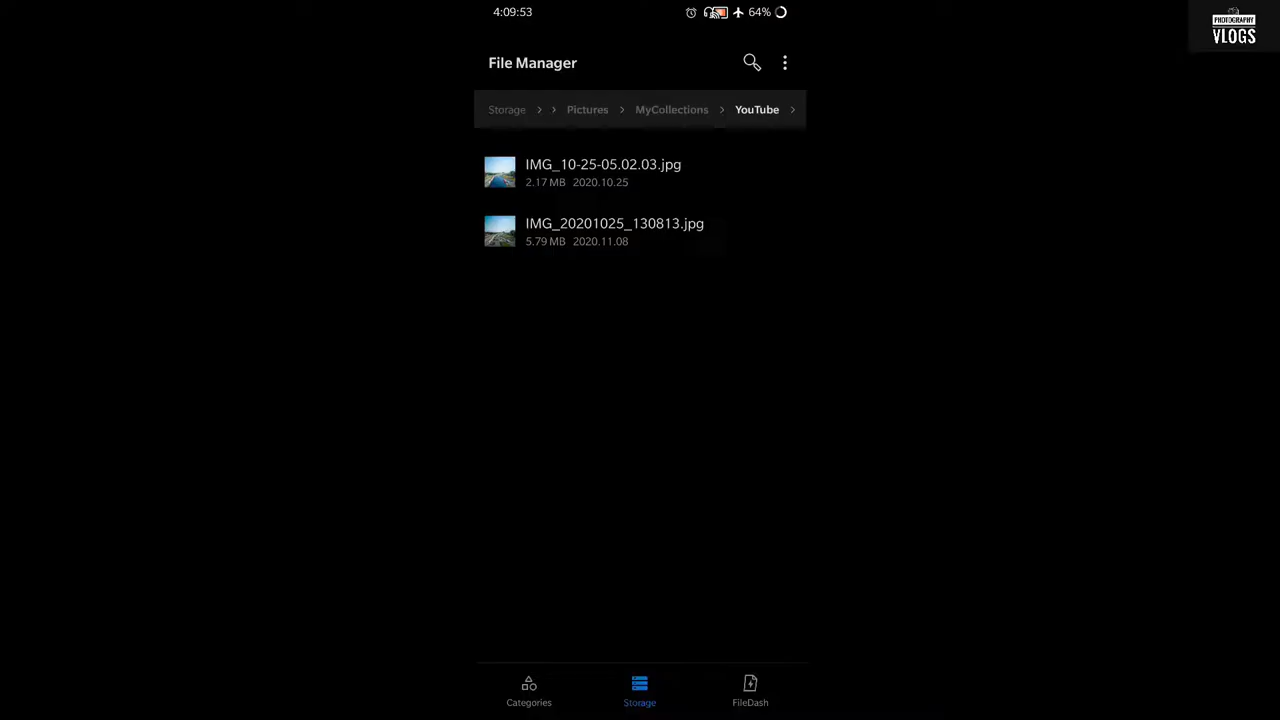 4:09:53 64%
PHOTOGRAPHY
VLOGS
File Manager
Storage > > Pictures > MyCollections > YouTube >
IMG_10-25-05.02.03.jpg
2.17 MB 2020.10.25
IMG_20201025_130813.jpg
5.79 MB 2020.11.08
Categories Storage FileDash